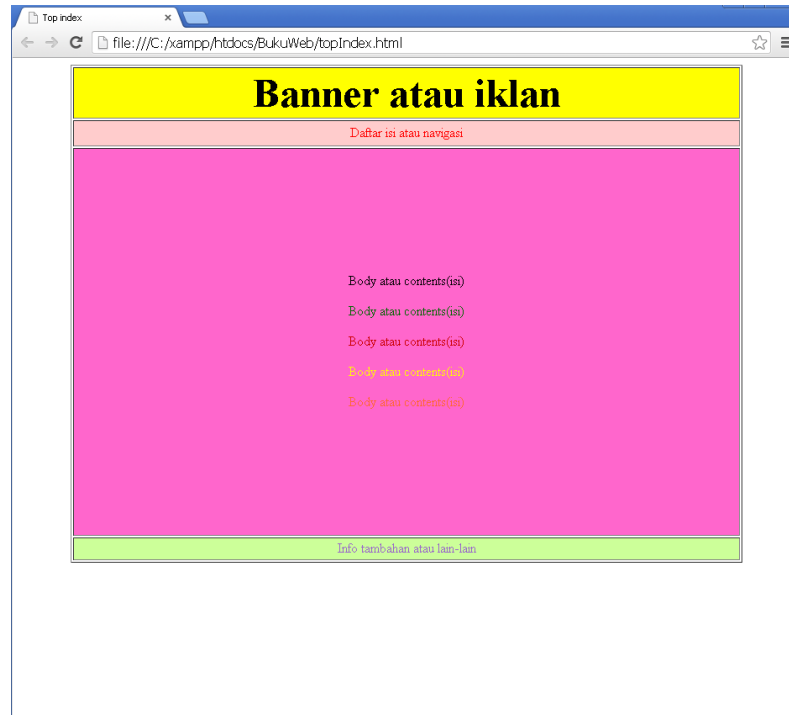 Top index
file:///C:/xampp/htdocs/BukuWeb/topIndex.html
Banner atau iklan
Daftar isi atau navigasi
Body atau contents(isi)
Body atau contents(isi)
Body atau contents(isi)
Body atau contents(isi)
Body atau contents(isi)
Info tambahan atau lain-lain